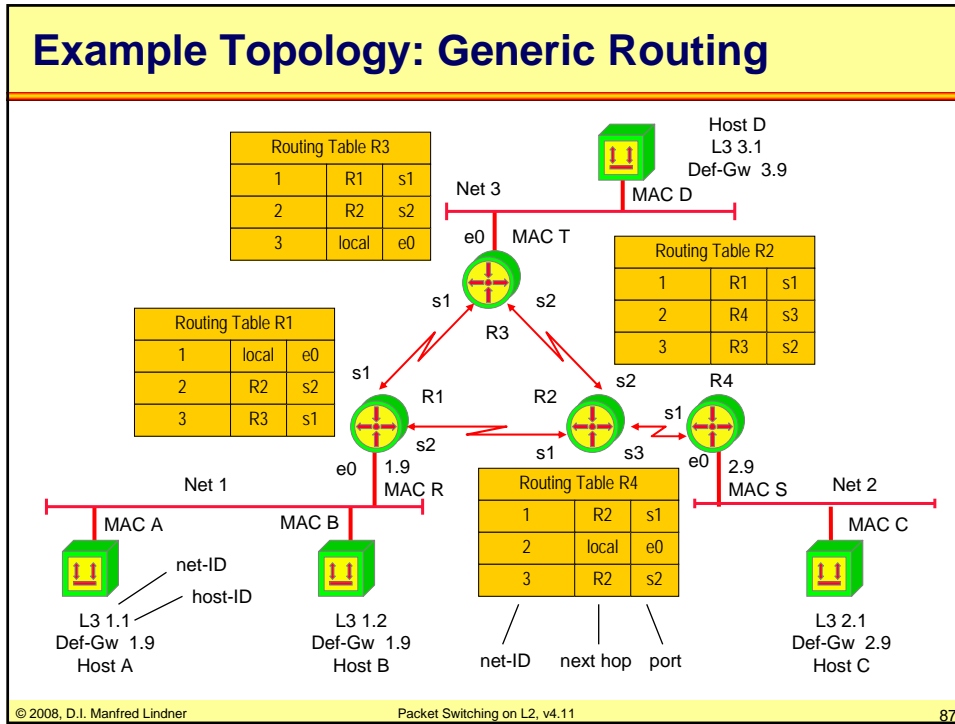 Example Topology: Generic Routing
Host D
L3 3.1
Def-Gw 3.9
MAC D
Routing Table R3
1 R1 s1
2 R2 s2
3 local e0
Net 3
e0 MAC T
s1 s2
R3
Routing Table R2
1 R1 s1
2 R4 s3
3 R3 s2
Routing Table R1
1 local e0
2 R2 s2
3 R3 s1
s1
R1
s2
e0 1.9
MAC R
R2
s2
s1 s3
R4
s1
e0 2.9
MAC S
Net 1
Net 2
MAC A
MAC B
MAC C
Routing Table R4
1 R2 s1
2 local e0
3 R2 s2
net-ID
host-ID
L3 1.1
Def-Gw 1.9
Host A
L3 1.2
Def-Gw 1.9
Host B
net-ID next hop port
L3 2.1
Def-Gw 2.9
Host C
© 2008, D.I. Manfred Lindner
Packet Switching on L2, v4.11
87